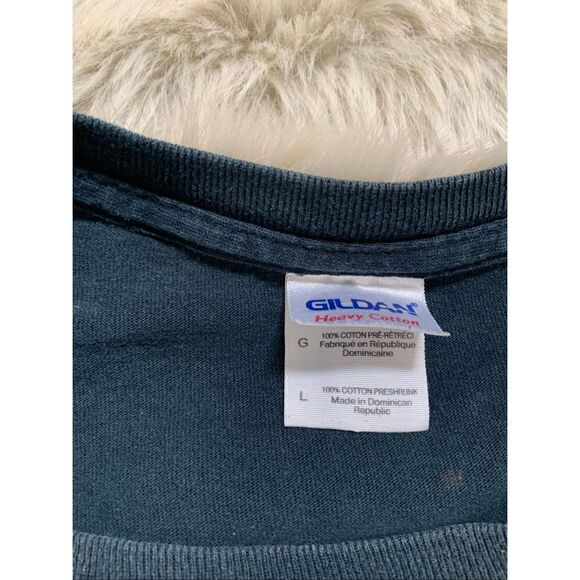 GILDAN
Heavy Cotton
G 100% COTON PRÉ-RÉTRÉCI
Fabriqué en République
Dominicaine
L 100% COTTON PRESHRUNK
Made in Dominican
Republic